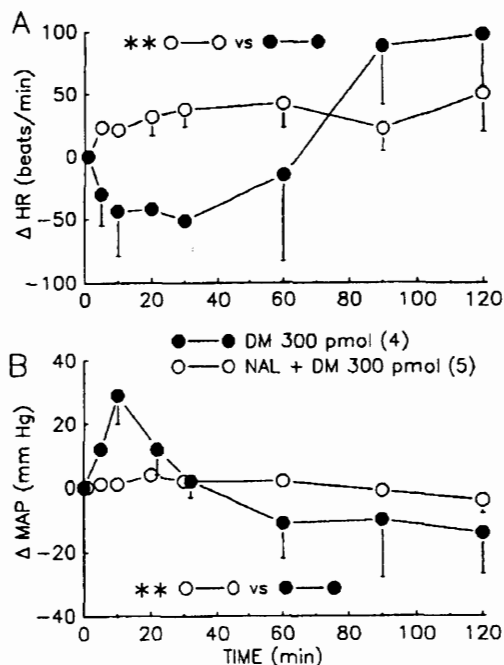 A
** vs
Δ HR (beats/min)
100
50
0
-50
-100
0 20 40 60 80 100 120
DM 300 pmol (4)
NAL + DM 300 pmol (5)
B
Δ MAP (mm Hg)
40
20
0
-20
-40
** vs
0 20 40 60 80 100 120
TIME (min)